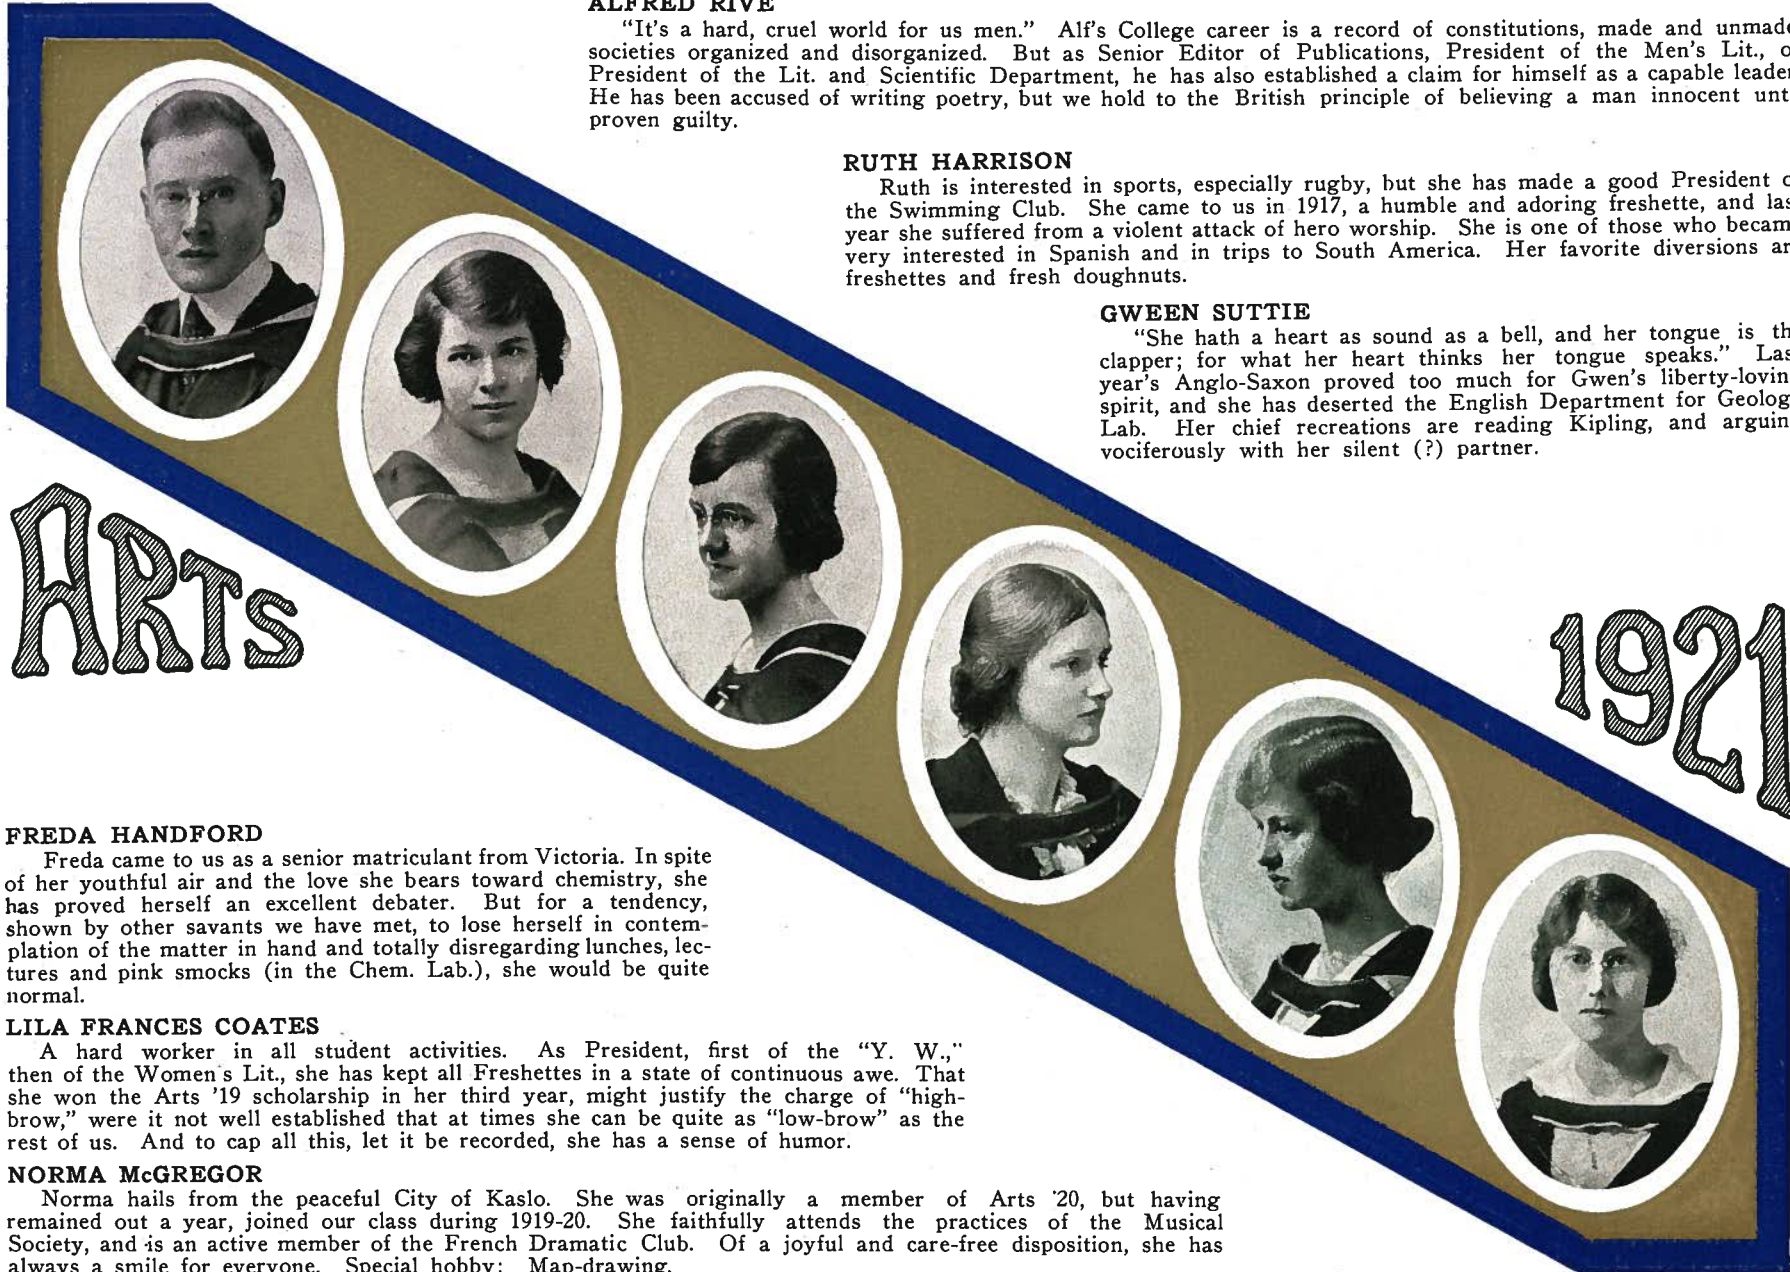 ALFRED RIVE
"It's a hard, cruel world for us men." Alf's College career is a record of constitutions, made and unmade
societies organized and disorganized. But as Senior Editor of Publications, President of the Men's Lit., o
President of the Lit. and Scientific Department, he has also established a claim for himself as a capable leade
He has been accused of writing poetry, but we hold to the British principle of believing a man innocent unt
proven guilty.
RUTH HARRISON
Ruth is interested in sports, especially rugby, but she has made a good President o
the Swimming Club. She came to us in 1917, a humble and adoring freshette, and las
year she suffered from a violent attack of hero worship. She is one of those who becam
very interested in Spanish and in trips to South America. Her favorite diversions ar
freshettes and fresh doughnuts.
GWEEN SUTTIE
"She hath a heart as sound as a bell, and her tongue is th
clapper; for what her heart thinks her tongue speaks." Las
year's Anglo-Saxon proved too much for Gwen's liberty-lovin
spirit, and she has deserted the English Department for Geolog
Lab. Her chief recreations are reading Kipling, and arguin
vociferously with her silent (?) partner.
ARTS
1921
FREDA HANDFORD
Freda came to us as a senior matriculant from Victoria. In spite
of her youthful air and the love she bears toward chemistry, she
has proved herself an excellent debater. But for a tendency,
shown by other savants we have met, to lose herself in contem-
plation of the matter in hand and totally disregarding lunches, lec-
tures and pink smocks (in the Chem. Lab.), she would be quite
normal.
LILA FRANCES COATES
A hard worker in all student activities. As President, first of the "Y. W.,"
then of the Women's Lit., she has kept all Freshettes in a state of continuous awe. That
she won the Arts '19 scholarship in her third year, might justify the charge of "high-
brow," were it not well established that at times she can be quite as "low-brow" as the
rest of us. And to cap all this, let it be recorded, she has a sense of humor.
NORMA McGREGOR
Norma hails from the peaceful City of Kaslo. She was originally a member of Arts '20, but having
remained out a year, joined our class during 1919-20. She faithfully attends the practices of the Musical
Society, and is an active member of the French Dramatic Club. Of a joyful and care-free disposition, she has
always a smile for everyone. Special hobby: Map-drawing.